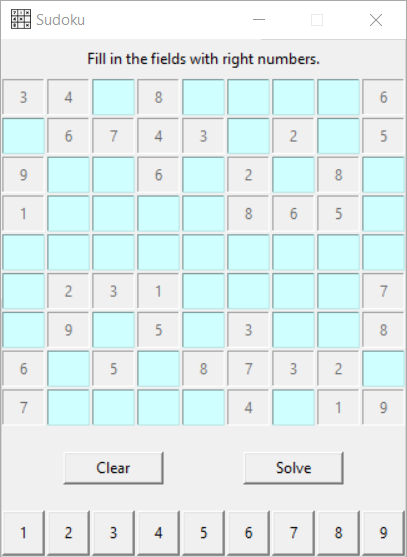 Sudoku
Fill in the fields with right numbers.
3 4 8 6
6 7 4 3 2 5
9 6 2 8
1 8 6 5
2 3 1 7
9 5 3 8
6 5 8 7 3 2
7 4 1 9
Clear Solve
1 2 3 4 5 6 7 8 9